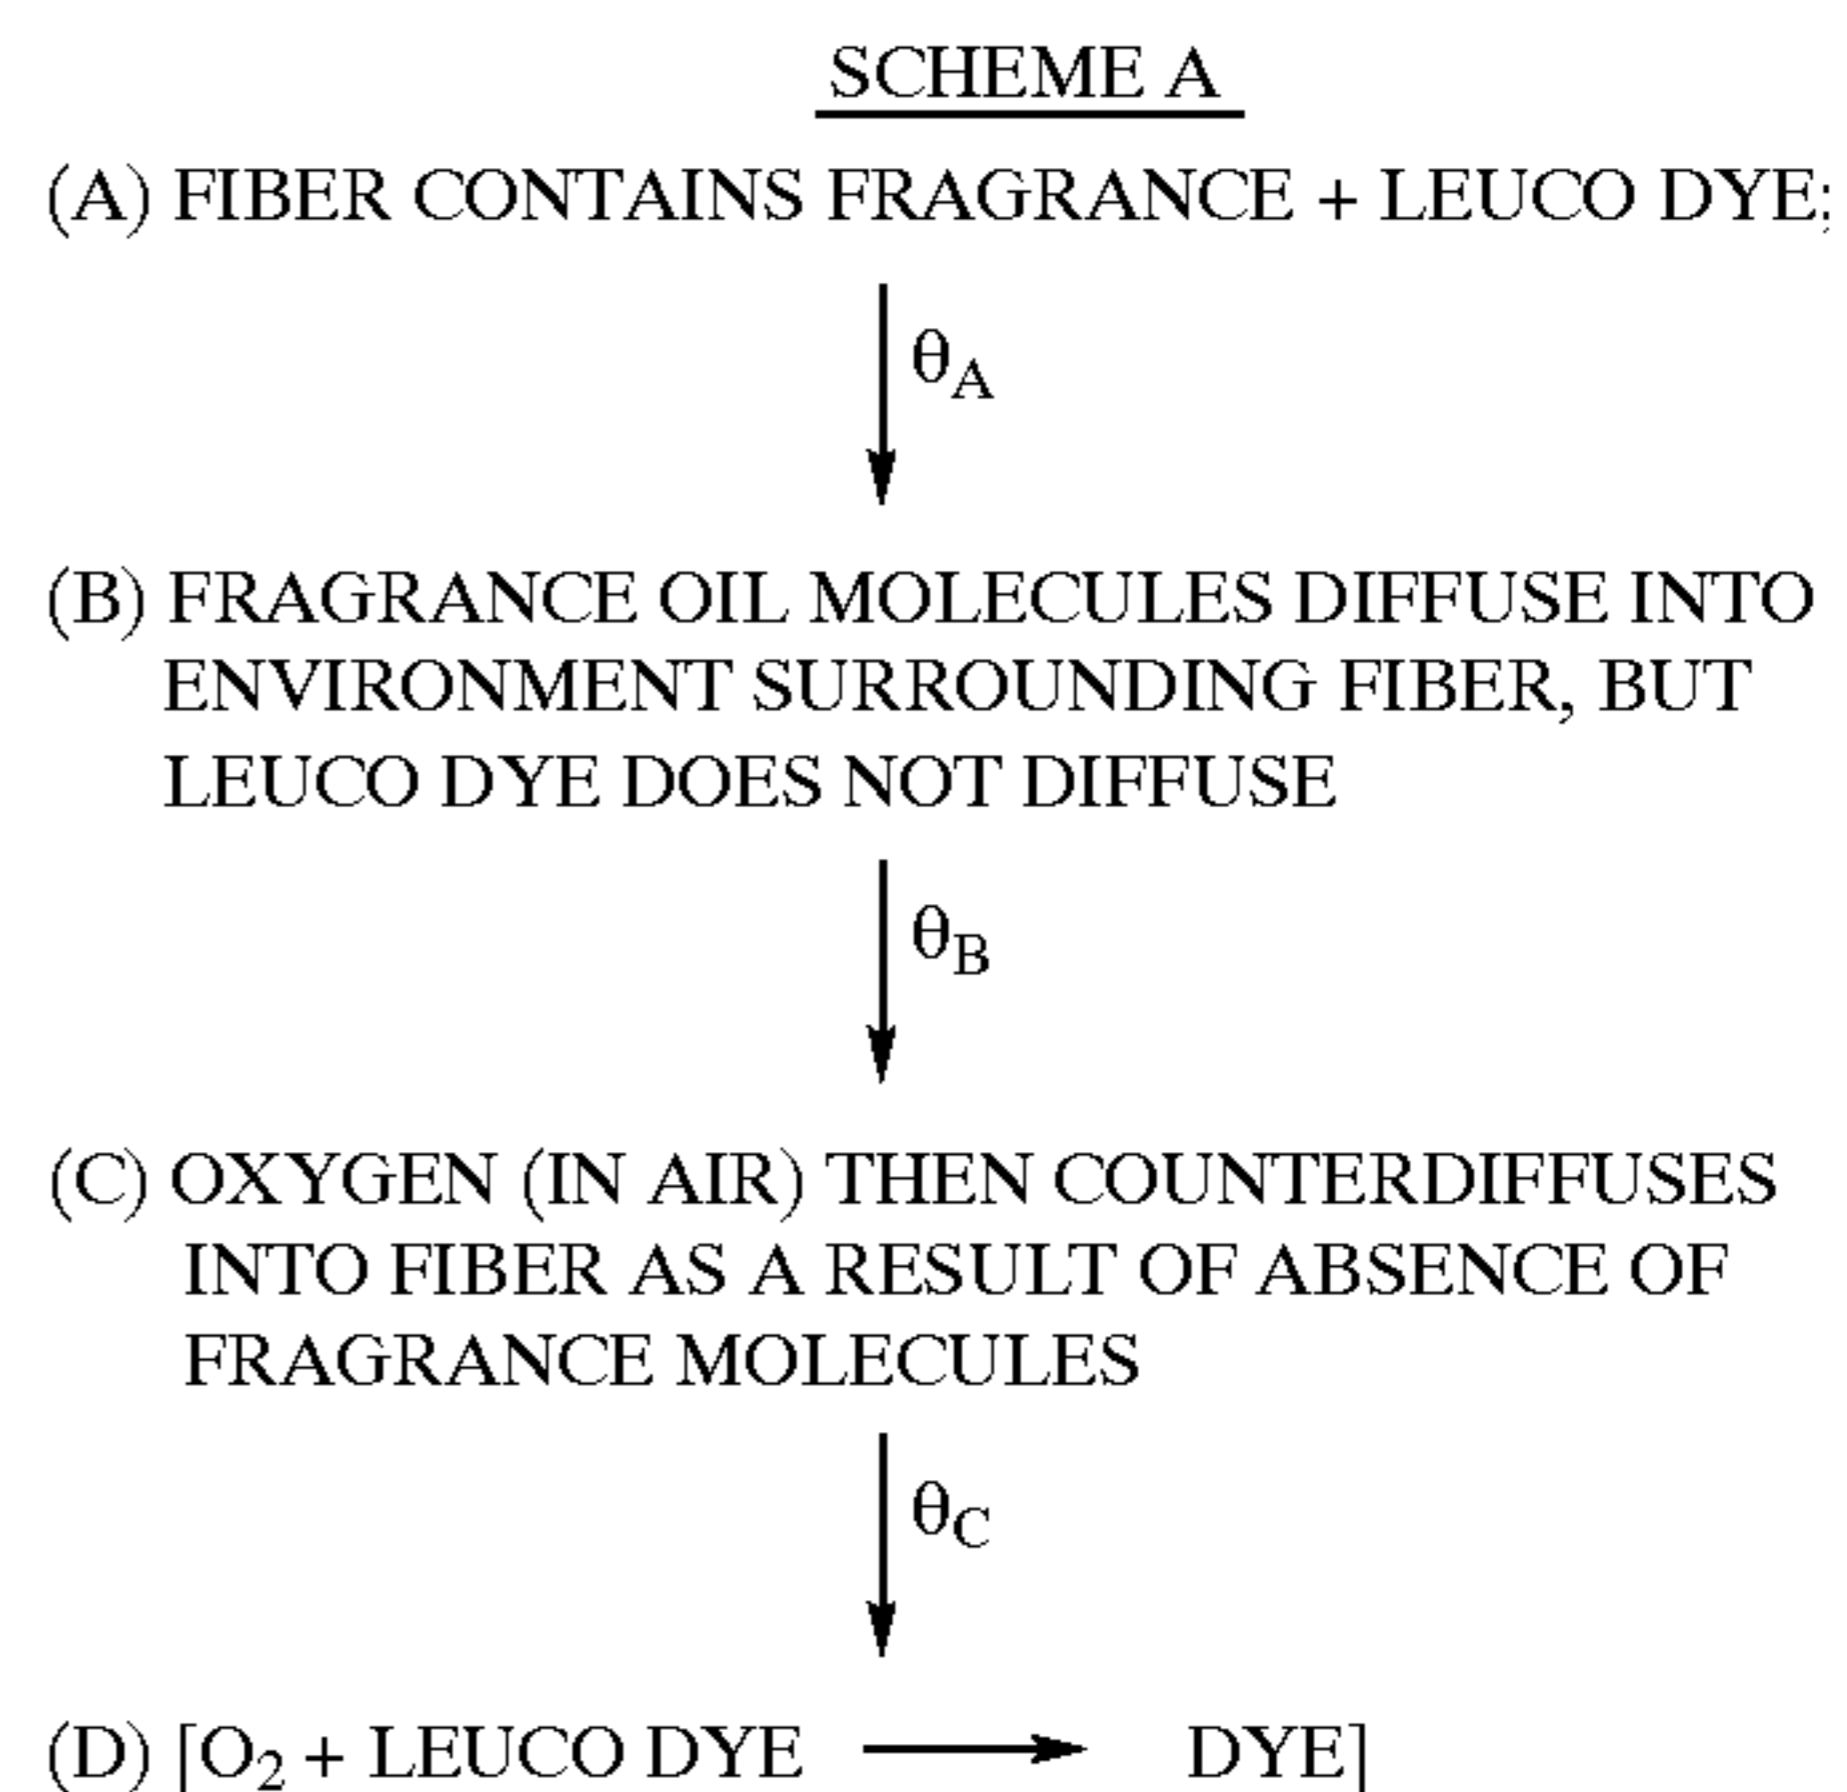 SCHEME A
(A) FIBER CONTAINS FRAGRANCE + LEUCO DYE;
θA
(B) FRAGRANCE OIL MOLECULES DIFFUSE INTO
ENVIRONMENT SURROUNDING FIBER, BUT
LEUCO DYE DOES NOT DIFFUSE
θB
(C) OXYGEN (IN AIR) THEN COUNTERDIFFUSES
INTO FIBER AS A RESULT OF ABSENCE OF
FRAGRANCE MOLECULES
θC
(D) [O2 + LEUCO DYE → DYE]